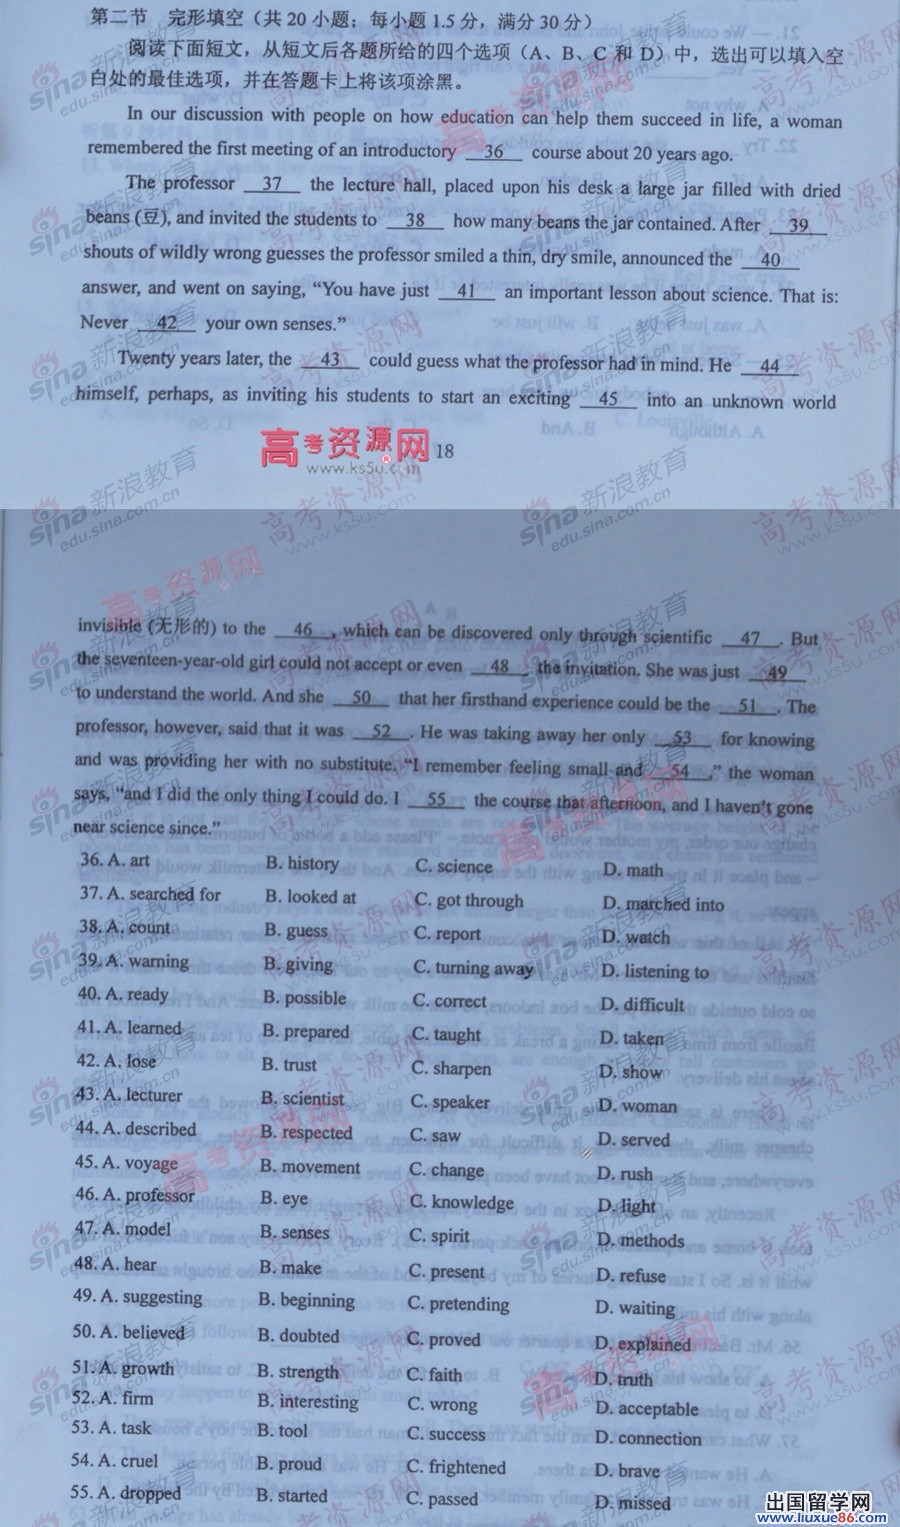 第二节 完形填空（共 20 小题；每小题 1.5 分，满分 30 分）
阅读下面短文，从短文后各题所给的四个选项（A、B、C 和 D）中，选出可以填入空
白处的最佳选项，并在答题卡上将该项涂黑。
In our discussion with people on how education can help them succeed in life, a woman
remembered the first meeting of an introductory 36 course about 20 years ago.
The professor 37 the lecture hall, placed upon his desk a large jar filled with dried
beans (豆), and invited the students to 38 how many beans the jar contained. After 39
shouts of wildly wrong guesses the professor smiled a thin, dry smile, announced the 40
answer, and went on saying, “You have just 41 an important lesson about science. That is:
Never 42 your own senses.”
Twenty years later, the 43 could guess what the professor had in mind. He 44
himself, perhaps, as inviting his students to start an exciting 45 into an unknown world
高考资源网
www.ks5u.com
18
invisible (无形的) to the 46 , which can be discovered only through scientific 47 . But
the seventeen-year-old girl could not accept or even 48 the invitation. She was just 49
to understand the world. And she 50 that her firsthand experience could be the 51 . The
professor, however, said that it was 52 . He was taking away her only 53 for knowing
and was providing her with no substitute. “I remember feeling small and 54 ,” the woman
says, “and I did the only thing I could do. I 55 the course that afternoon, and I haven’t gone
near science since.”
36. A. art B. history C. science D. math
37. A. searched for B. looked at C. got through D. marched into
38. A. count B. guess C. report D. watch
39. A. warning B. giving C. turning away D. listening to
40. A. ready B. possible C. correct D. difficult
41. A. learned B. prepared C. taught D. taken
42. A. lose B. trust C. sharpen D. show
43. A. lecturer B. scientist C. speaker D. woman
44. A. described B. respected C. saw D. served
45. A. voyage B. movement C. change D. rush
46. A. professor B. eye C. knowledge D. light
47. A. model B. senses C. spirit D. methods
48. A. hear B. make C. present D. refuse
49. A. suggesting B. beginning C. pretending D. waiting
50. A. believed B. doubted C. proved D. explained
51. A. growth B. strength C. faith D. truth
52. A. firm B. interesting C. wrong D. acceptable
53. A. task B. tool C. success D. connection
54. A. cruel B. proud C. frightened D. brave
55. A. dropped B. started C. passed D. missed
出国留学网
www.liuxue86.com